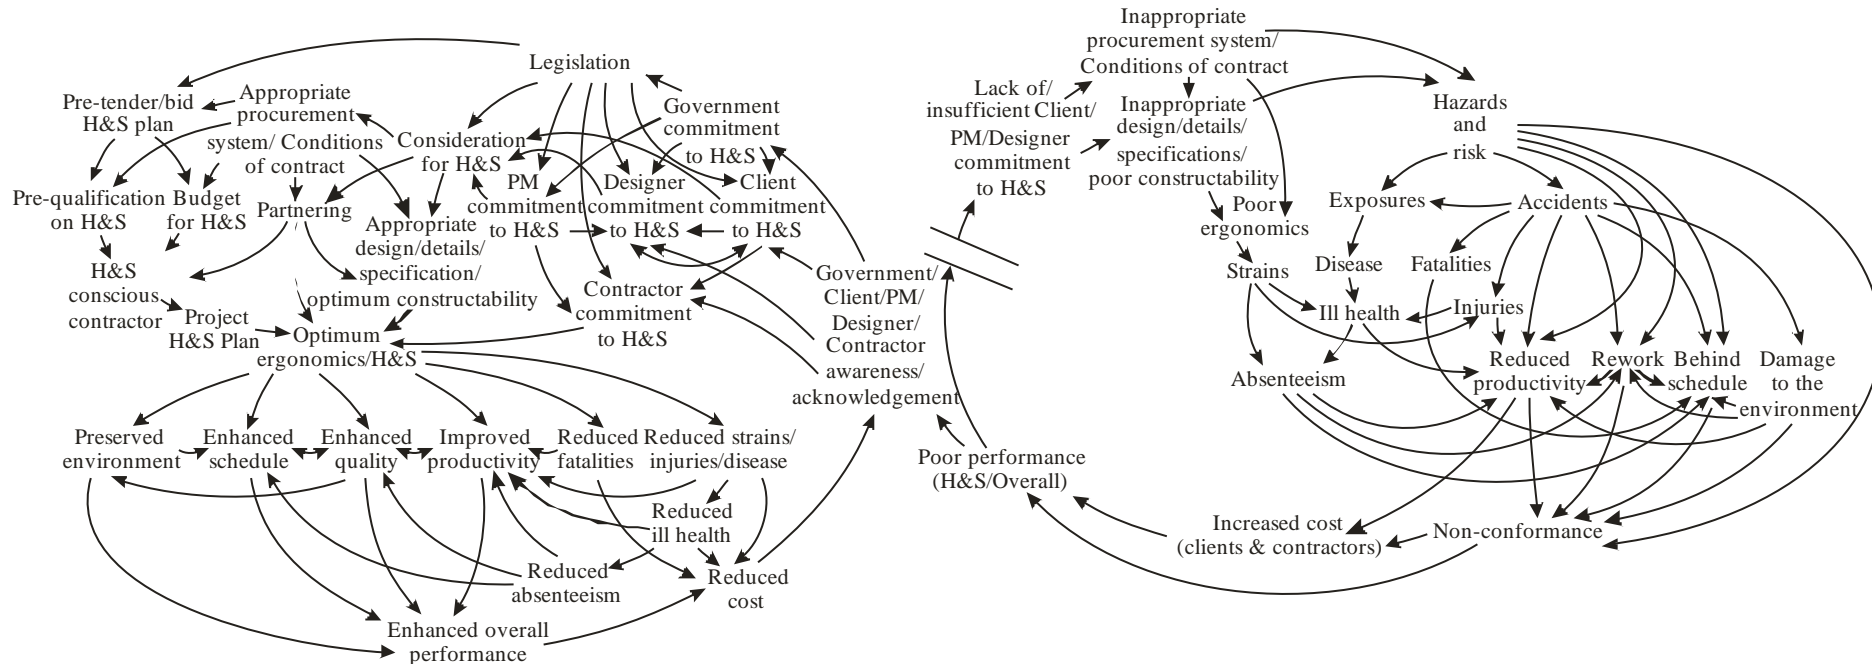 Legislation
Pre-tender/bid
H&S plan
Appropriate
procurement
system/ Conditions
of contract
Consideration
for H&S
Government
commitment
to H&S
Pre-qualification
on H&S
Budget
for H&S
Partnering
PM
commitment
to H&S
Designer
commitment
to H&S
Client
commitment
to H&S
Appropriate
design/details/
specification/
optimum constructability
H&S
conscious
contractor
Project
H&S Plan
Optimum
ergonomics/H&S
Contractor
commitment
to H&S
Government/
Client/PM/
Designer/
Contractor
awareness/
acknowledgement
Preserved
environment
Enhanced
schedule
Enhanced
quality
Improved
productivity
Reduced
fatalities
Reduced strains/
injuries/disease
Reduced
ill health
Reduced
absenteeism
Reduced
cost
Enhanced overall
performance
Inappropriate
procurement system/
Conditions of contract
Lack of/
insufficient Client/
PM/Designer
commitment
to H&S
Inappropriate
design/details/
specifications/
poor constructability
Hazards
and
risk
Poor
ergonomics
Exposures
Accidents
Strains
Disease
Fatalities
Ill health
Injuries
Absenteeism
Reduced
productivity
Rework
Behind
schedule
Damage
to the
environment
Poor performance
(H&S/Overall)
Increased cost
(clients & contractors)
Non-conformance